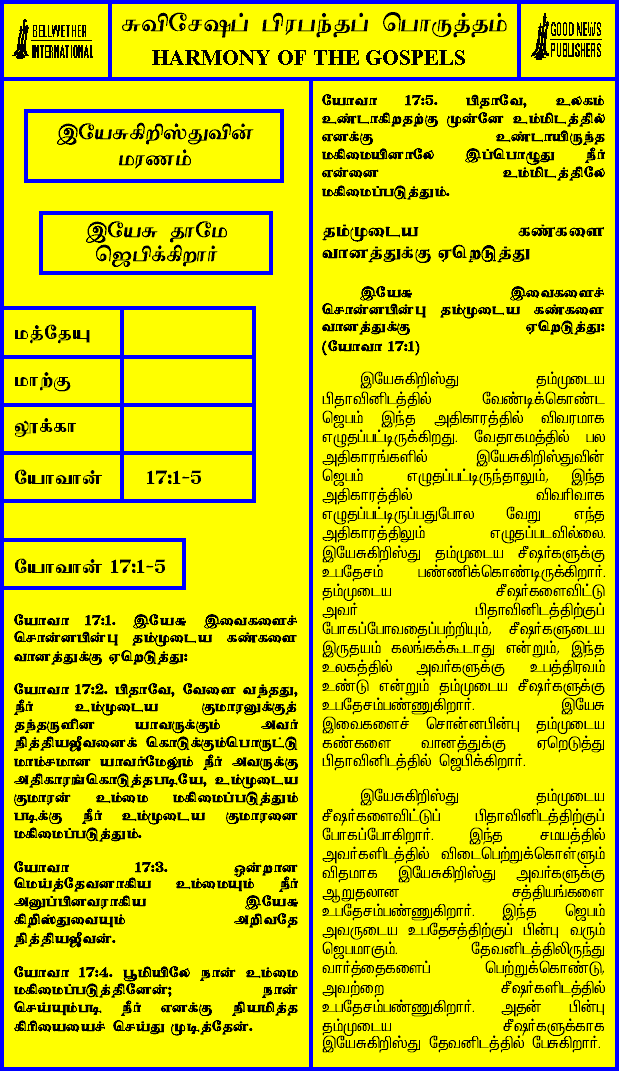 BELLWETHER
INTERNATIONAL
சுவிசேஷப் பிரபந்தப் பொருத்தம்
HARMONY OF THE GOSPELS
GOOD NEWS
PUBLISHERS
இயேசுகிறிஸ்துவின்
மரணம்
இயேசு தாமே
ஜெபிக்கிறார்
மத்தேயு
மாற்கு
லூக்கா
யோவான் 17:1-5
யோவான் 17:1-5
யோவா 17:1. இயேசு இவைகளைச்
சொன்னபின்பு தம்முடைய கண்களை
வானத்துக்கு ஏறெடுத்து:
யோவா 17:2. பிதாவே, வேளை வந்தது,
நீர் உம்முடைய குமாரனுக்குத்
தந்தருளின யாவருக்கும் அவர்
நித்தியஜீவனைக் கொடுக்கும்பொருட்டு
மாம்சமான யாவர்மேலும் நீர் அவருக்கு
அதிகாரங்கொடுத்தபடியே, உம்முடைய
குமாரன் உம்மை மகிமைப்படுத்தும்
படிக்கு நீர் உம்முடைய குமாரனை
மகிமைப்படுத்தும்.
யோவா 17:3. ஒன்றான
மெய்த்தேவனாகிய உம்மையும் நீர்
அனுப்பினவராகிய இயேசு
கிறிஸ்துவையும் அறிவதே
நித்தியஜீவன்.
யோவா 17:4. பூமியிலே நான் உம்மை
மகிமைப்படுத்தினேன்; நான்
செய்யும்படி நீர் எனக்கு நியமித்த
கிரியையைச் செய்து முடித்தேன்.
யோவா 17:5. பிதாவே, உலகம்
உண்டாகிறதற்கு முன்னே உம்மிடத்தில்
எனக்கு உண்டாயிருந்த
மகிமையினாலே இப்பொழுது நீர்
என்னை உம்மிடத்திலே
மகிமைப்படுத்தும்.
தம்முடைய கண்களை
வானத்துக்கு ஏறெடுத்து
இயேசு இவைகளைச்
சொன்னபின்பு தம்முடைய கண்களை
வானத்துக்கு ஏறெடுத்து:
(யோவா 17:1)
இயேசுகிறிஸ்து தம்முடைய
பிதாவினிடத்தில் வேண்டிக்கொண்ட
ஜெபம் இந்த அதிகாரத்தில் விவரமாக
எழுதப்பட்டிருக்கிறது. வேதாகமத்தில் பல
அதிகாரங்களில் இயேசுகிறிஸ்துவின்
ஜெபம் எழுதப்பட்டிருந்தாலும், இந்த
அதிகாரத்தில் விவரிவாக
எழுதப்பட்டிருப்பதுபோல வேறு எந்த
அதிகாரத்திலும் எழுதப்படவில்லை.
இயேசுகிறிஸ்து தம்முடைய சீஷர்களுக்கு
உபதேசம் பண்ணிக்கொண்டிருக்கிறார்.
தம்முடைய சீஷர்களைவிட்டு
அவர் பிதாவினிடத்திற்குப்
போகப்போவதைப்பற்றியும், சீஷர்களுடைய
இருதயம் கலங்கக்கூடாது என்றும், இந்த
உலகத்தில் அவர்களுக்கு உபத்திரவம்
உண்டு என்றும் தம்முடைய சீஷர்களுக்கு
உபதேசம்பண்ணுகிறார். இயேசு
இவைகளைச் சொன்னபின்பு தம்முடைய
கண்களை வானத்துக்கு ஏறெடுத்து
பிதாவினிடத்தில் ஜெபிக்கிறார்.
இயேசுகிறிஸ்து தம்முடைய
சீஷர்களைவிட்டுப் பிதாவினிடத்திற்குப்
போகப்போகிறார். இந்த சமயத்தில்
அவர்களிடத்தில் விடைபெற்றுக்கொள்ளும்
விதமாக இயேசுகிறிஸ்து அவர்களுக்கு
ஆறுதலான சத்தியங்களை
உபதேசம்பண்ணுகிறார். இந்த ஜெபம்
அவருடைய உபதேசத்திற்குப் பின்பு வரும்
ஜெபமாகும். தேவனிடத்திலிருந்து
வார்த்தைகளைப் பெற்றுக்கொண்டு,
அவற்றை சீஷர்களிடத்தில்
உபதேசம்பண்ணுகிறார். அதன் பின்பு
தம்முடைய சீஷர்களுக்காக
இயேசுகிறிஸ்து தேவனிடத்தில் பேசுகிறார்.